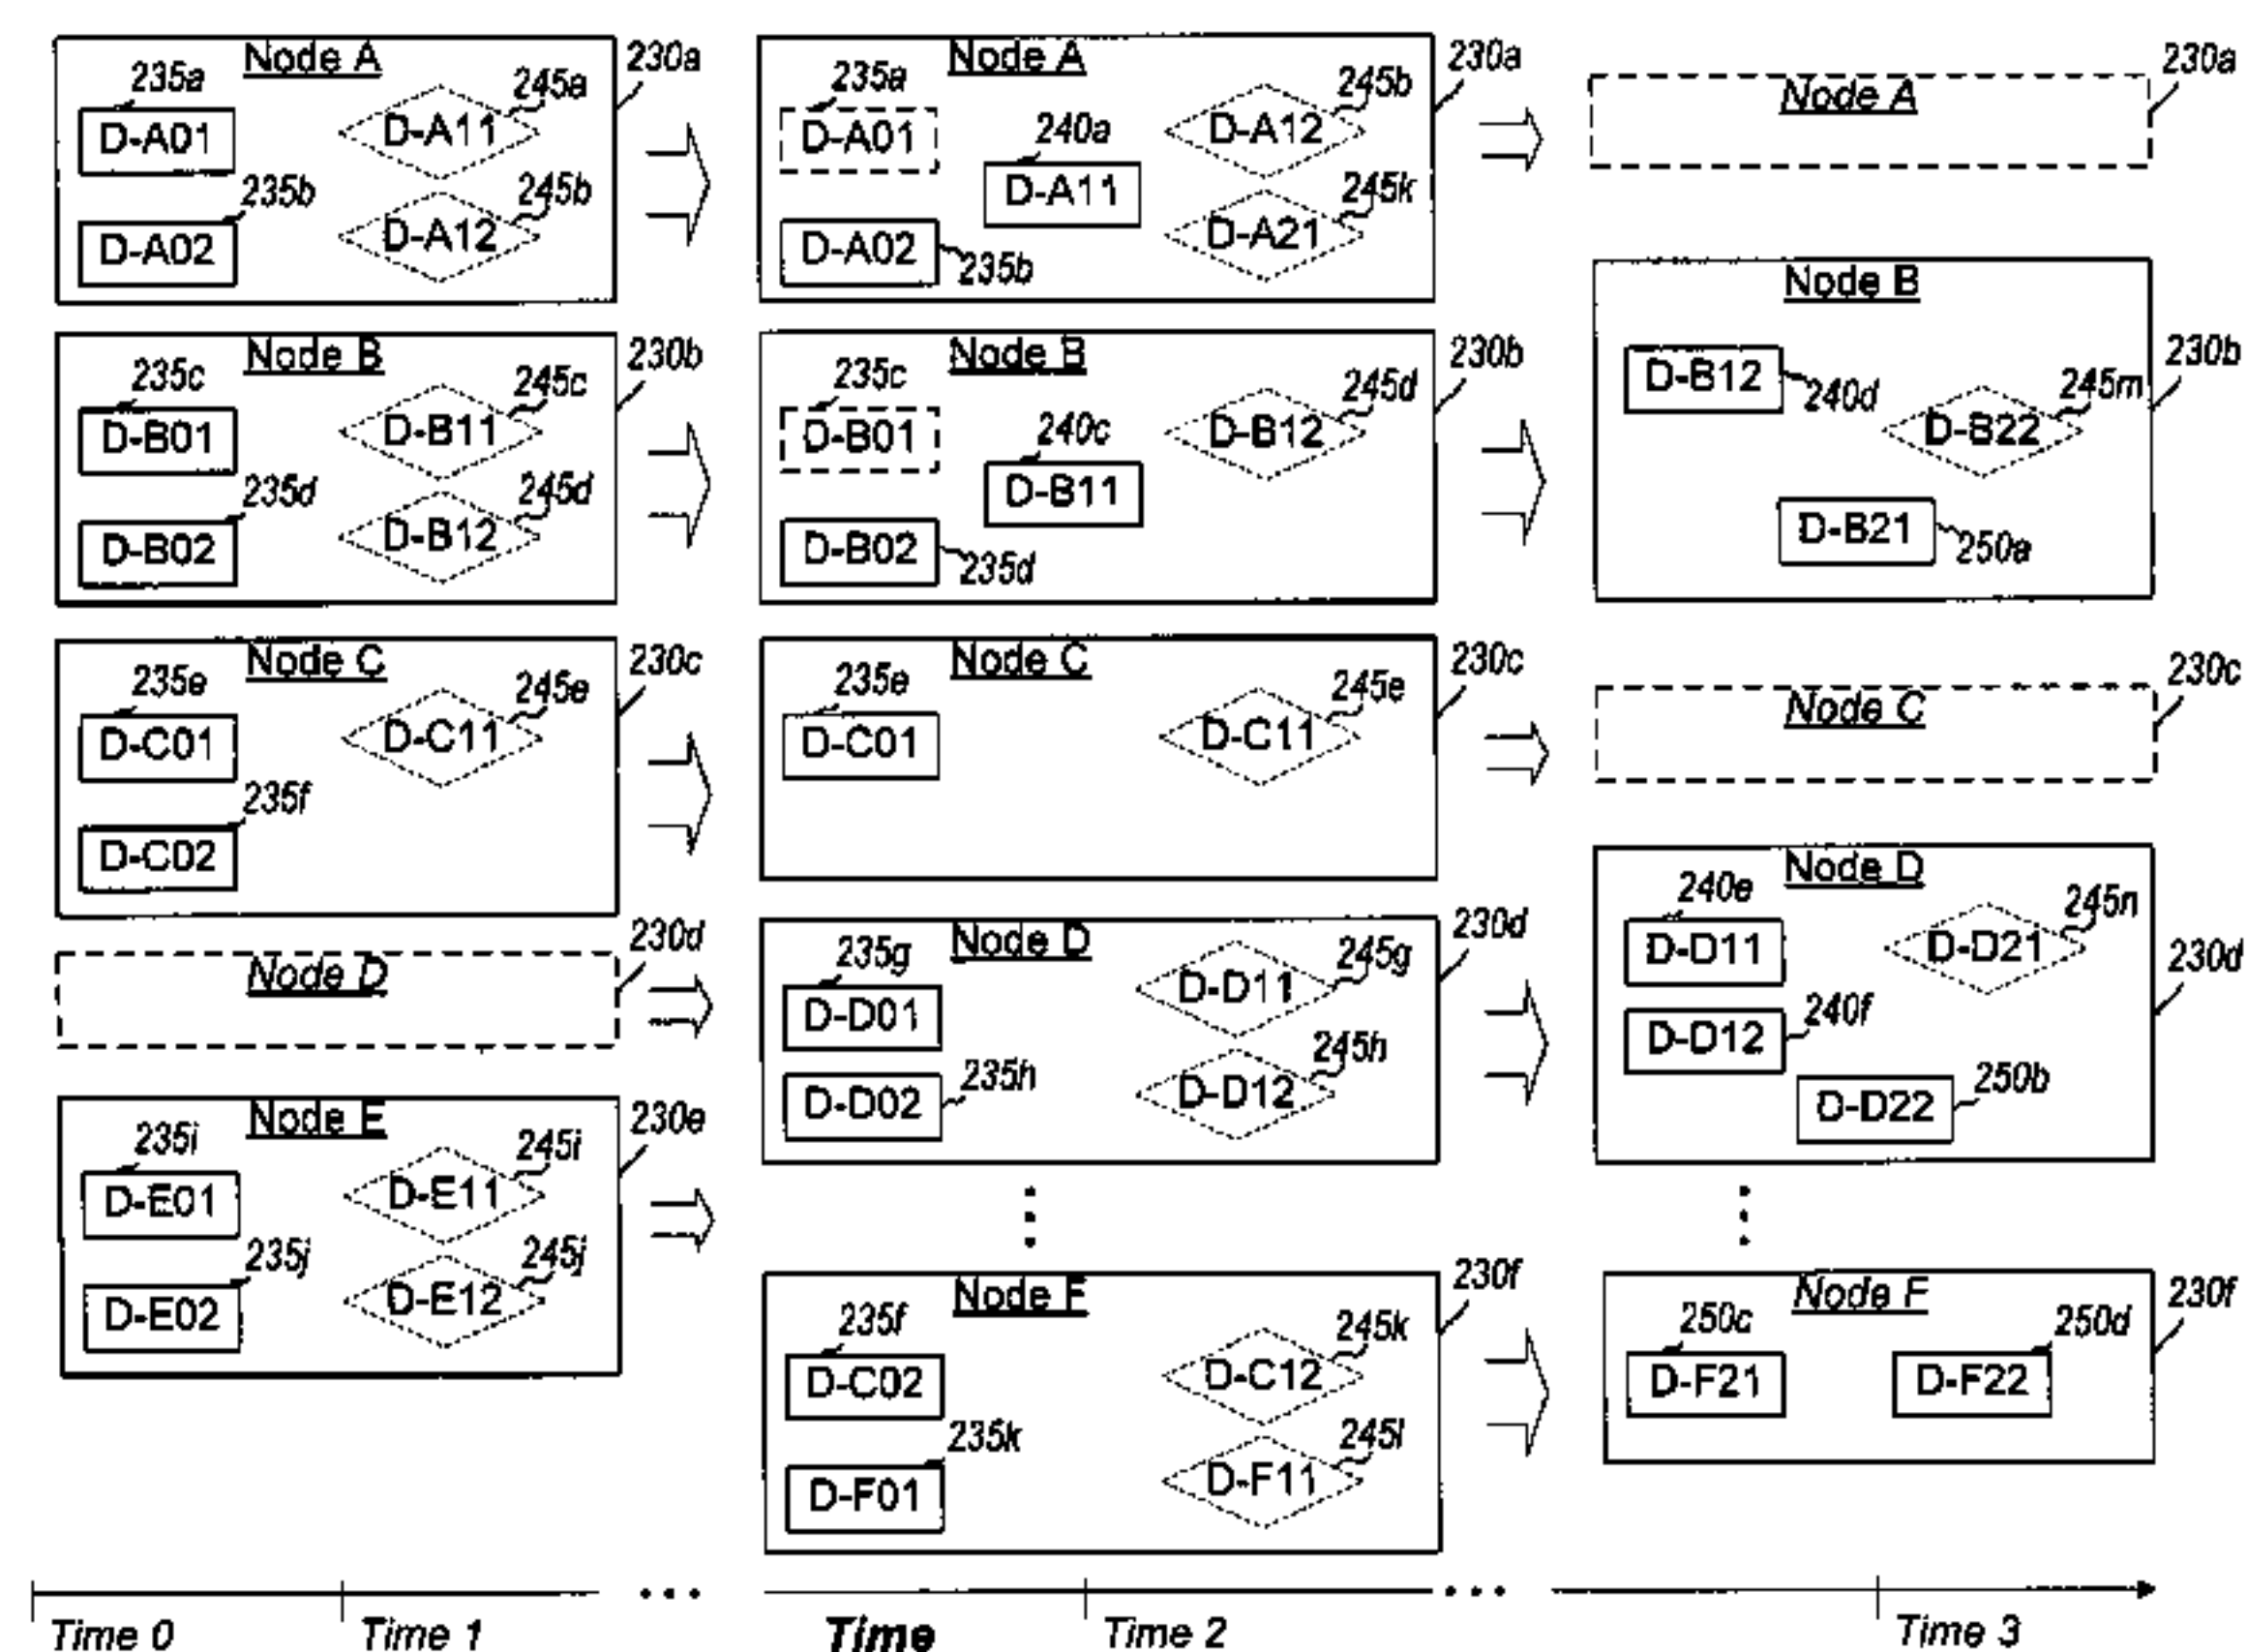 Node A
230a
235a
245a
D-A01
D-A11
235b
245b
D-A02
D-A12
Node B
230b
235c
245c
D-B01
D-B11
235d
245d
D-B02
D-B12
Node C
230c
235e
245e
D-C01
D-C11
235f
D-C02
Node D
230d
Node E
230e
235i
245i
D-E01
D-E11
235j
245j
D-E02
D-E12
Node A
230a
235a
245b
D-A01
240a
D-A12
D-A11
245k
D-A02
235b
D-A21
Node B
230b
235c
245d
D-B01
240c
D-B12
D-B11
D-B02
235d
Node C
230c
235e
245e
D-C01
D-C11
Node D
230d
235g
245g
D-D01
D-D11
235h
245h
D-D02
D-D12
Node F
230f
235f
245k
D-C02
D-C12
235k
245l
D-F01
D-F11
Node A
230a
Node B
230b
D-B12
240d
245m
D-B22
D-B21
250a
Node C
230c
Node D
230d
240e
245n
D-D11
D-D21
240f
D-D12
250b
D-D22
Node F
230f
250c
250d
D-F21
D-F22
Time 0
Time 1
Time
Time 2
Time 3